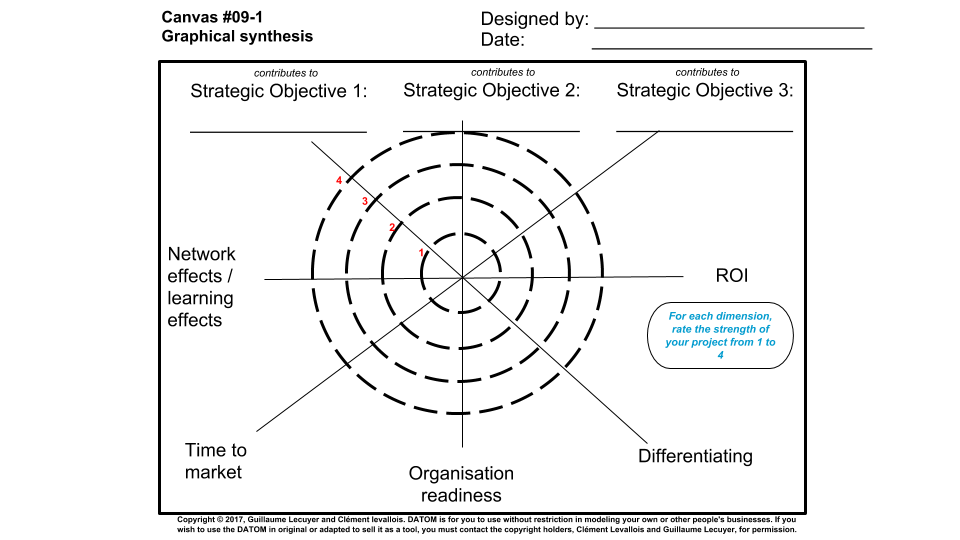 Canvas #09-1
Graphical synthesis
Designed by:
Date:
contributes to
Strategic Objective 1:
contributes to
Strategic Objective 2:
contributes to
Strategic Objective 3:
4
3
2
1
Network
effects /
learning
effects
ROI
For each dimension,
rate the strength of
your project from 1 to
4
Time to
market
Organisation
readiness
Differentiating
Copyright © 2017, Guillaume Lecuyer and Clément levallois. DATOM is for you to use without restriction in modeling your own or other people's businesses. If you
wish to use the DATOM in original or adapted to sell it as a tool, you must contact the copyright holders, Clément Levallois and Guillaume Lecuyer, for permission.